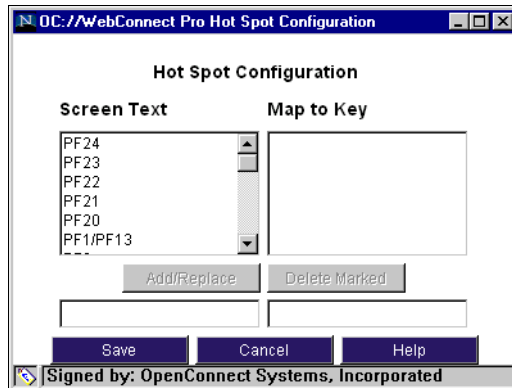 OC://WebConnect Pro Hot Spot Configuration
Hot Spot Configuration
Screen Text Map to Key
PF24
PF23
PF22
PF21
PF20
PF1/PF13
Add/Replace Delete Marked
Save Cancel Help
Signed by: OpenConnect Systems, Incorporated